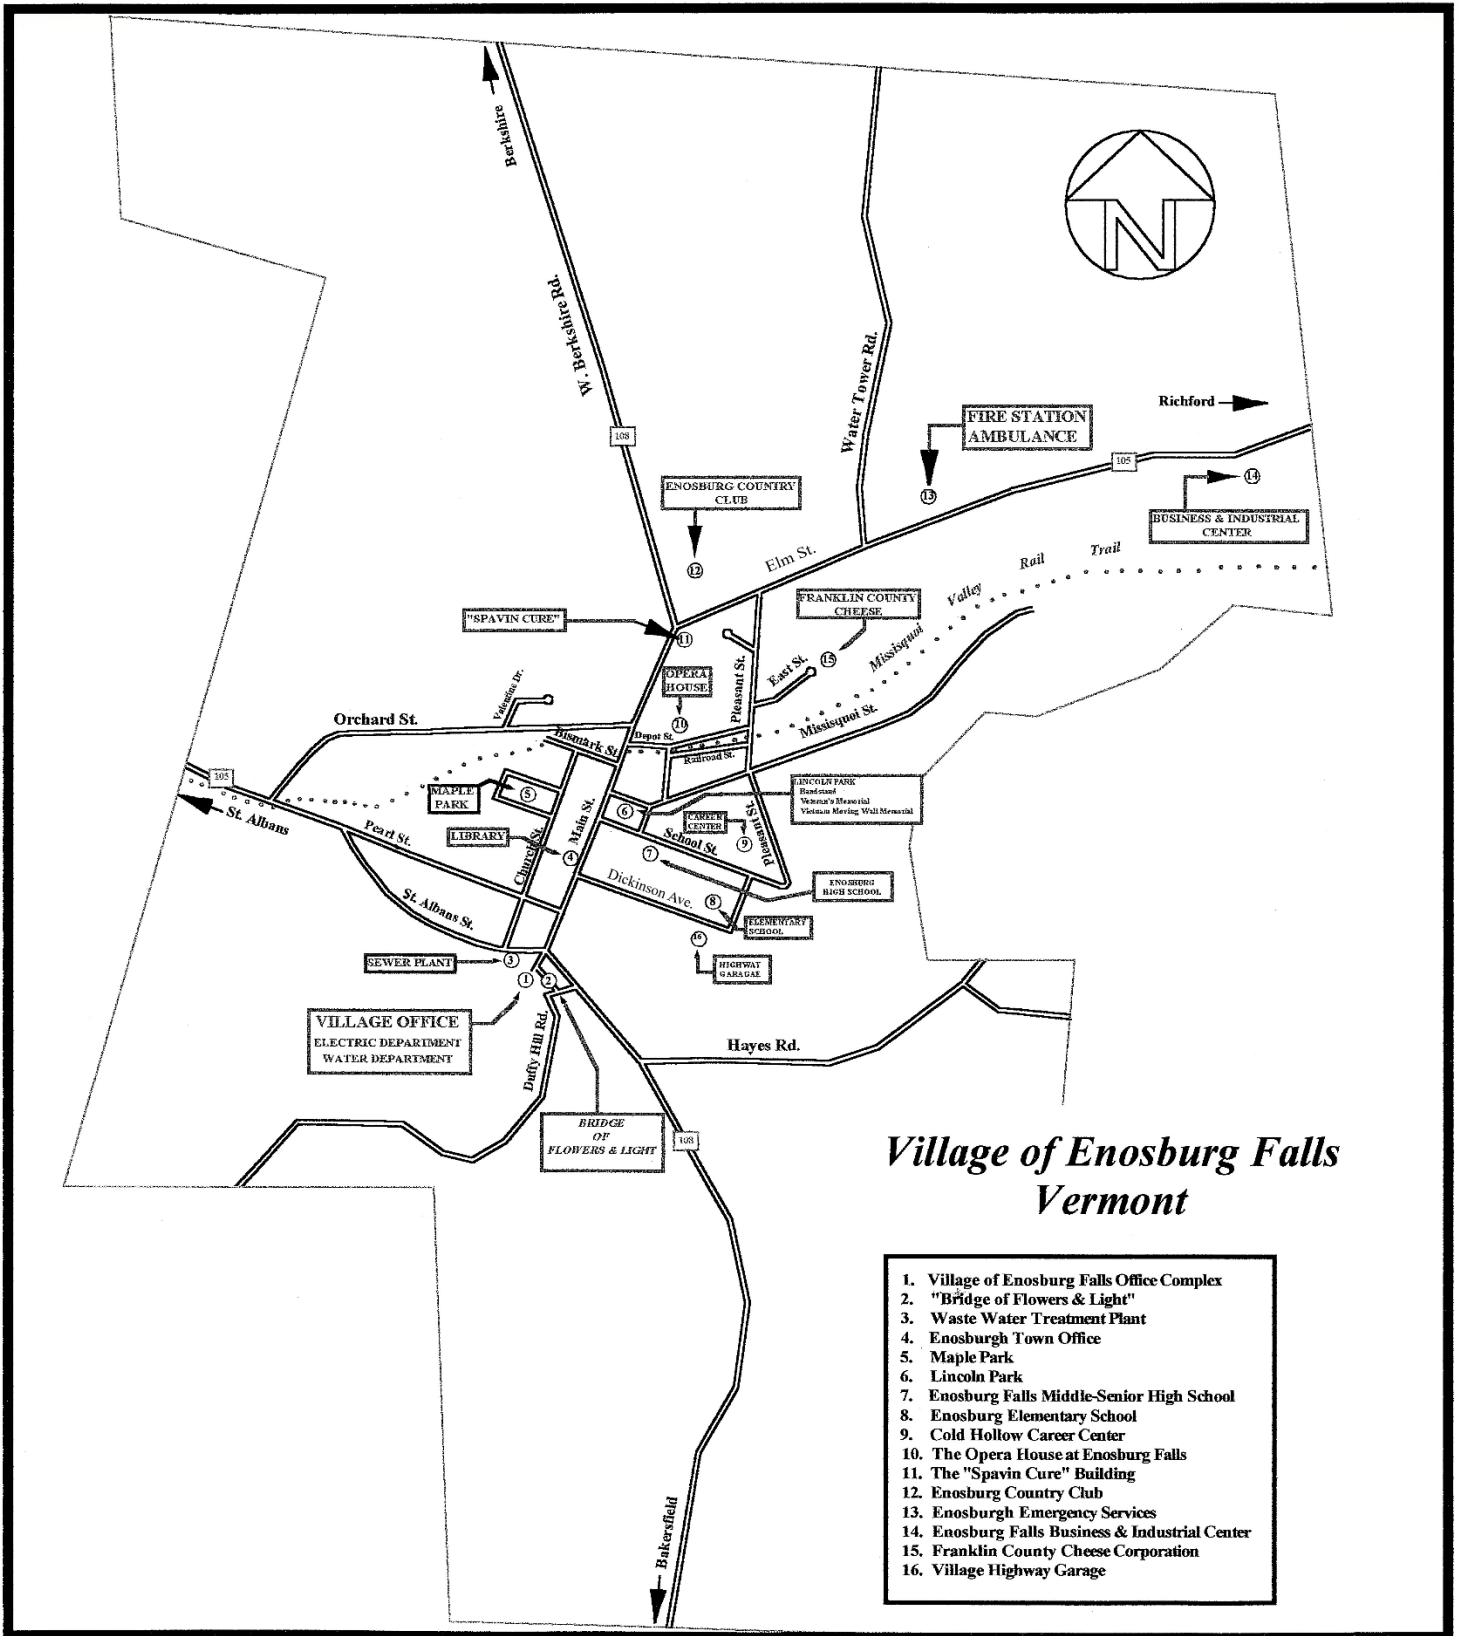 N
Berkshire
W. Berkshire Rd.
108
Water Tower Rd.
Richford
FIRE STATION
AMBULANCE
105
13
14
BUSINESS & INDUSTRIAL
CENTER
ENOSBURG COUNTRY
CLUB
12
Elm St.
Missisquoi Valley Rail Trail
FRANKLIN COUNTY
CHEESE
"SPAVIN CURE"
11
15
East St.
Pleasant St.
OPERA
HOUSE
10
Valentine Dr.
Orchard St.
Bismark St.
Depot St.
Railroad St.
Missisquoi St.
105
St. Albans
MAPLE
PARK
5
6
LINCOLN PARK
Bandstand
Veteran's Memorial
Vietnam Moving Wall Memorial
Main St.
Church St.
Pearl St.
LIBRARY
4
CAREER
CENTER
9
School St.
7
Pleasant St.
ENOSBURG
HIGH SCHOOL
Dickinson Ave.
8
ELEMENTARY
SCHOOL
St. Albans St.
16
HIGHWAY
GARAGAE
SEWER PLANT
3
1
2
VILLAGE OFFICE
ELECTRIC DEPARTMENT
WATER DEPARTMENT
Duffy Hill Rd.
Hayes Rd.
BRIDGE
OF
FLOWERS & LIGHT
108
Bakersfield
Village of Enosburg Falls
Vermont
1. Village of Enosburg Falls Office Complex
2. "Bridge of Flowers & Light"
3. Waste Water Treatment Plant
4. Enosburgh Town Office
5. Maple Park
6. Lincoln Park
7. Enosburg Falls Middle-Senior High School
8. Enosburg Elementary School
9. Cold Hollow Career Center
10. The Opera House at Enosburg Falls
11. The "Spavin Cure" Building
12. Enosburg Country Club
13. Enosburgh Emergency Services
14. Enosburg Falls Business & Industrial Center
15. Franklin County Cheese Corporation
16. Village Highway Garage